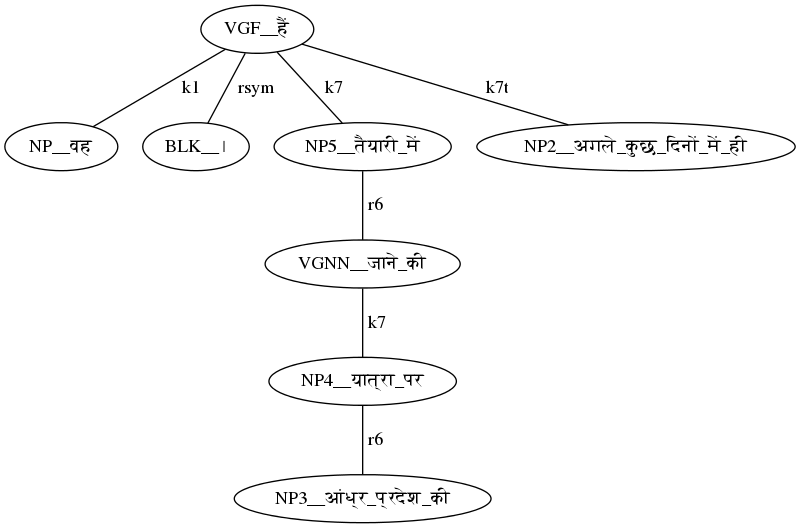 VGF__हैं
k1 rsym k7 k7t
NP__वह BLK__। NP5__तैयारी_में NP2__अगले_कुछ_दिनों_में_ही
r6
VGNN__जाने_की
k7
NP4__यात्रा_पर
r6
NP3__आंध्र_प्रदेश_की